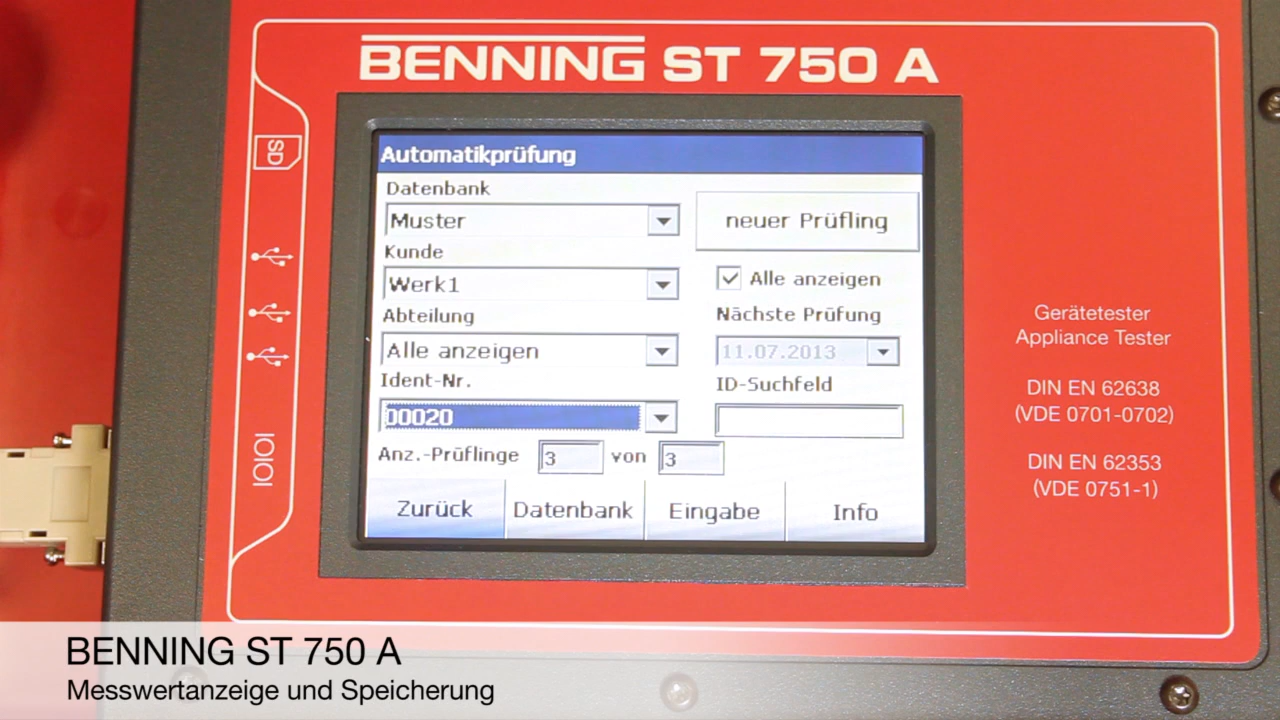 BENNING ST 750 A
SD
Automatikprüfung
Datenbank
Muster
neuer Prüfling
Kunde
Werk1
Alle anzeigen
Abteilung
Nächste Prüfung
Alle anzeigen
11.07.2013
Ident-Nr.
ID-Suchfeld
00020
Anz.-Prüflinge 3 von 3
Zurück Datenbank Eingabe Info
IOIOI
Gerätetester
Appliance Tester
DIN EN 62638
(VDE 0701-0702)
DIN EN 62353
(VDE 0751-1)
BENNING ST 750 A
Messwertanzeige und Speicherung